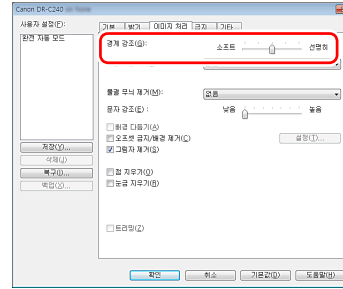 Canon DR-C240 on None
사용자 설정(F):
완전 자동 모드
저장(V)...
삭제(J)
복구(I)...
백업(X)...
기본 밝기 이미지 처리 급지 기타
경계 강조(G): 소프트 선명히
물결 무늬 제거(M): 없음
문자 강조(E) : 낮음 높음
배경 다듬기(A)
오프셋 금지/배경 제거(C) 설정(T)...
그림자 제거(S)
점 지우기(O)
눈금 지우기(R)
트리밍(Z)
확인 취소 기본값(D) 도움말(H)